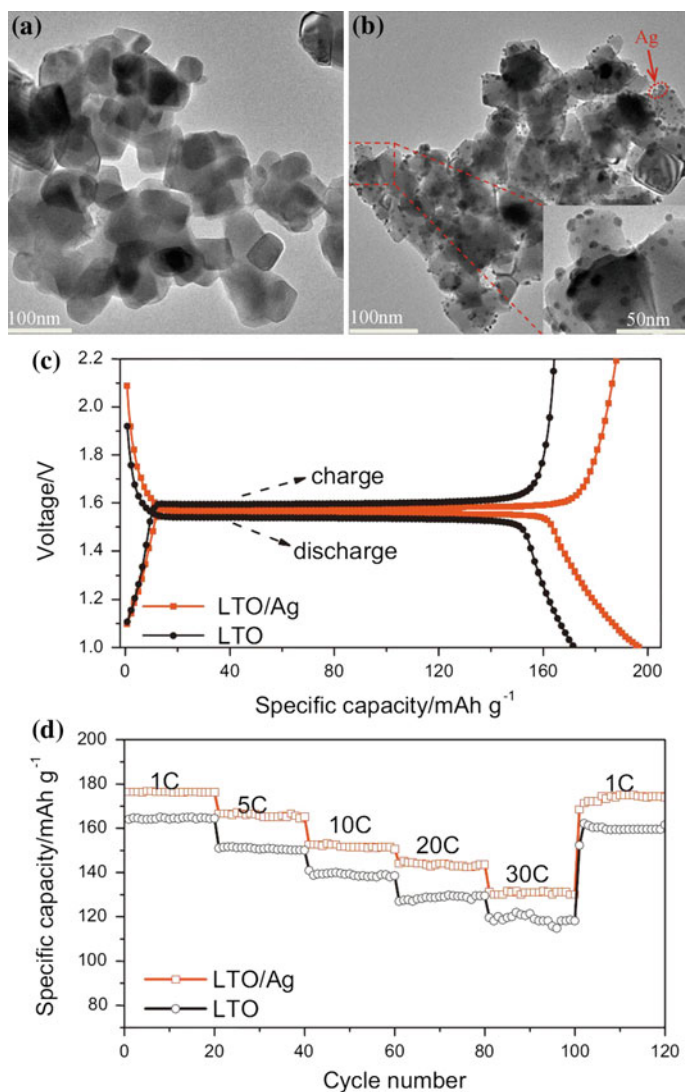 (a)
100nm
(b)
Ag
100nm
50nm
(c)
2.2
2.0
1.8
1.6
1.4
1.2
1.0
Voltage/V
charge
discharge
LTO/Ag
LTO
0 40 80 120 160 200
Specific capacity/mAh g⁻¹
(d)
200
180
160
140
120
100
80
Specific capacity/mAh g⁻¹
1C
5C
10C
20C
30C
1C
LTO/Ag
LTO
0 20 40 60 80 100 120
Cycle number